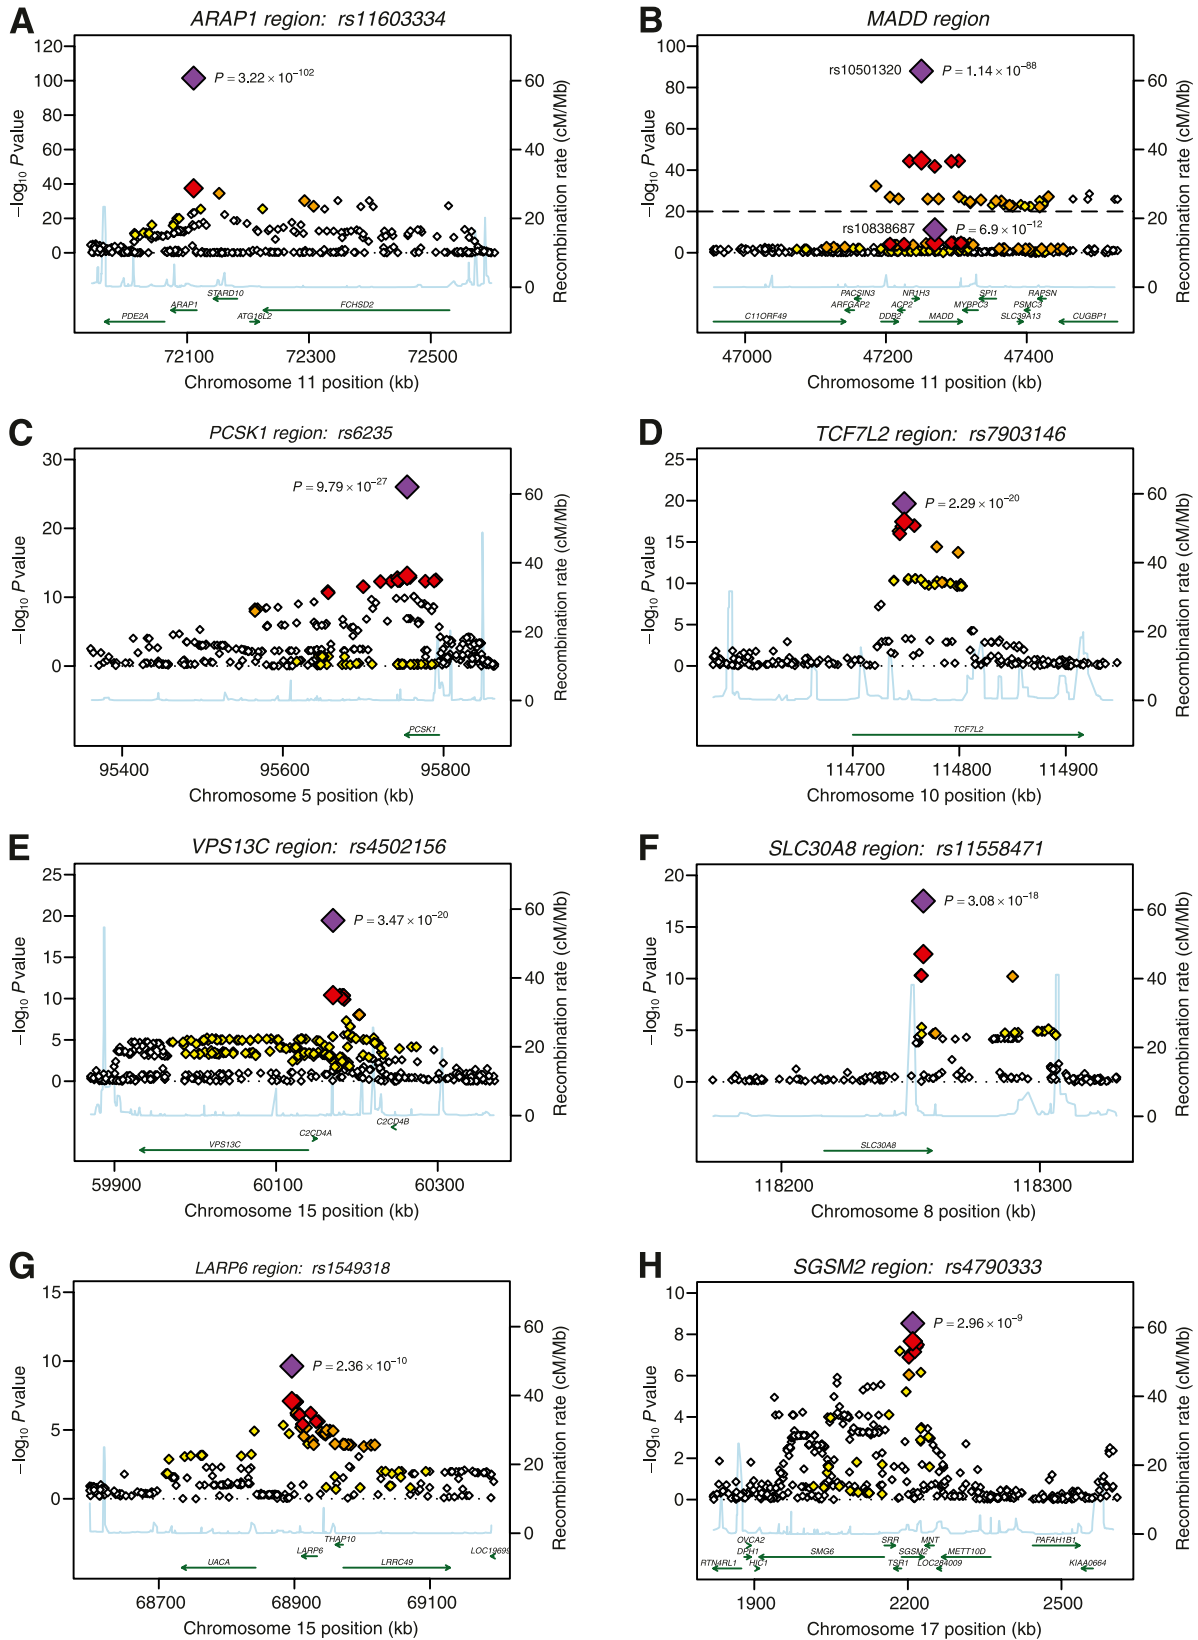 A
ARAP1 region: rs11603334
120
100
80
60
40
20
0
−log10 P value
P = 3.22 × 10−102
60
40
20
0
Recombination rate (cM/Mb)
STARD10
ARAP1
FCHSD2
PDE2A
ATG16L2
72100
72300
72500
Chromosome 11 position (kb)
B
MADD region
100
80
60
40
20
0
−log10 P value
rs10501320
P = 1.14 × 10−88
rs10838687
P = 6.9 × 10−12
60
40
20
0
Recombination rate (cM/Mb)
PACSIN3
NR1H3
SPI1
RAPSN
ARFGAP2
ACP2
MYBPC3
PSMC3
C11ORF49
DDB2
MADD
SLC39A13
CUGBP1
47000
47200
47400
Chromosome 11 position (kb)
C
PCSK1 region: rs6235
30
20
10
0
−log10 P value
P = 9.79 × 10−27
60
40
20
0
Recombination rate (cM/Mb)
PCSK1
95400
95600
95800
Chromosome 5 position (kb)
D
TCF7L2 region: rs7903146
25
20
15
10
5
0
−log10 P value
P = 2.29 × 10−20
60
40
20
0
Recombination rate (cM/Mb)
TCF7L2
114700
114800
114900
Chromosome 10 position (kb)
E
VPS13C region: rs4502156
25
20
15
10
5
0
−log10 P value
P = 3.47 × 10−20
60
40
20
0
Recombination rate (cM/Mb)
C2CD4B
C2CD4A
VPS13C
59900
60100
60300
Chromosome 15 position (kb)
F
SLC30A8 region: rs11558471
20
15
10
5
0
−log10 P value
P = 3.08 × 10−18
60
40
20
0
Recombination rate (cM/Mb)
SLC30A8
118200
118300
Chromosome 8 position (kb)
G
LARP6 region: rs1549318
15
10
5
0
−log10 P value
P = 2.36 × 10−10
60
40
20
0
Recombination rate (cM/Mb)
THAP10
LARP6
LOC19699
UACA
LRRC49
68700
68900
69100
Chromosome 15 position (kb)
H
SGSM2 region: rs4790333
10
8
6
4
2
0
−log10 P value
P = 2.96 × 10−9
60
40
20
0
Recombination rate (cM/Mb)
OVCA2
SRR
MNT
PAFAH1B1
DPH1
SMG6
SGSM2
METT10D
RTN4RL1
HIC1
TSR1
LOC284009
KIAA0664
1900
2200
2500
Chromosome 17 position (kb)